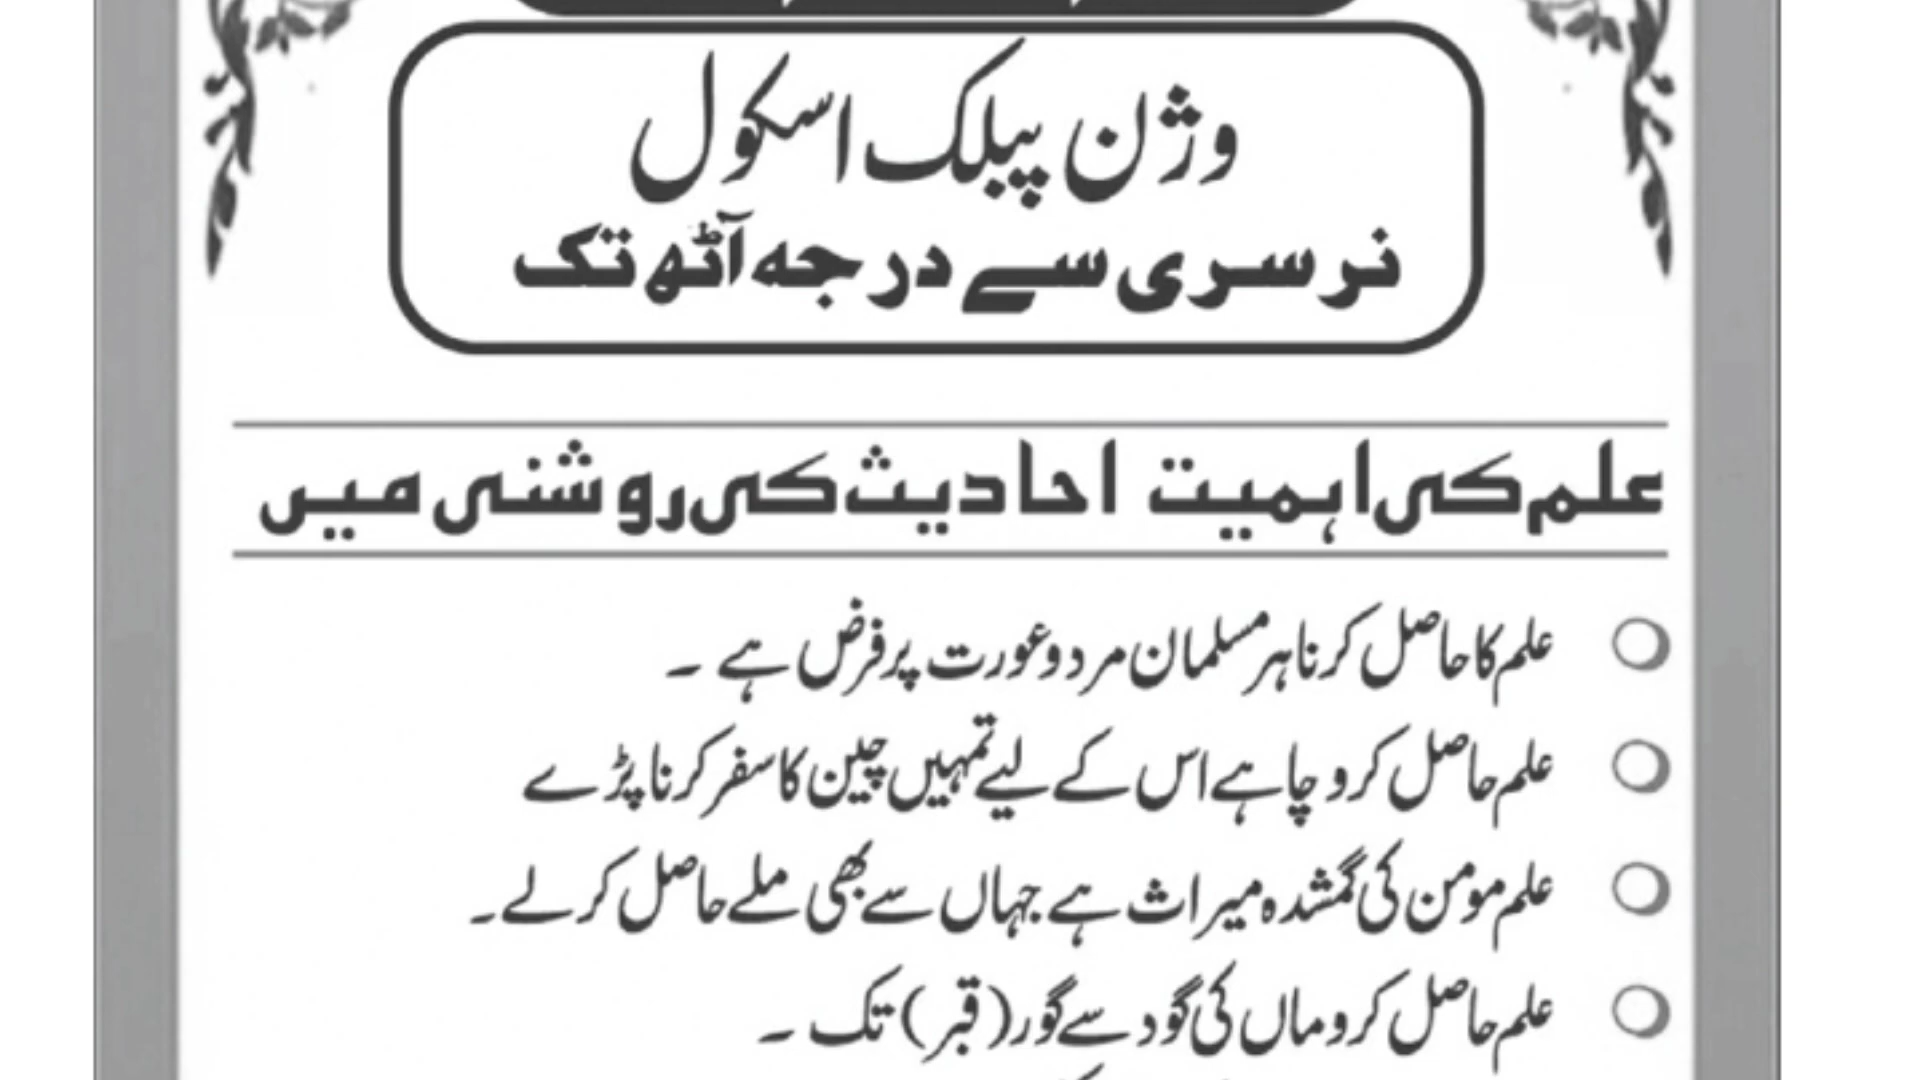 وژن پبلک اسکول
نرسری سے درجہ آٹھ تک
علم کی اہمیت احادیث کی روشنی میں
علم کا حاصل کرنا ہر مسلمان مرد و عورت پر فرض ہے ۔
علم حاصل کرو چاہے اس کے لیے تمہیں چین کا سفر کرنا پڑے
علم مومن کی گمشدہ میراث ہے جہاں سے بھی ملے حاصل کر لے ۔
علم حاصل کرو ماں کی گود سے گور (قبر) تک ۔